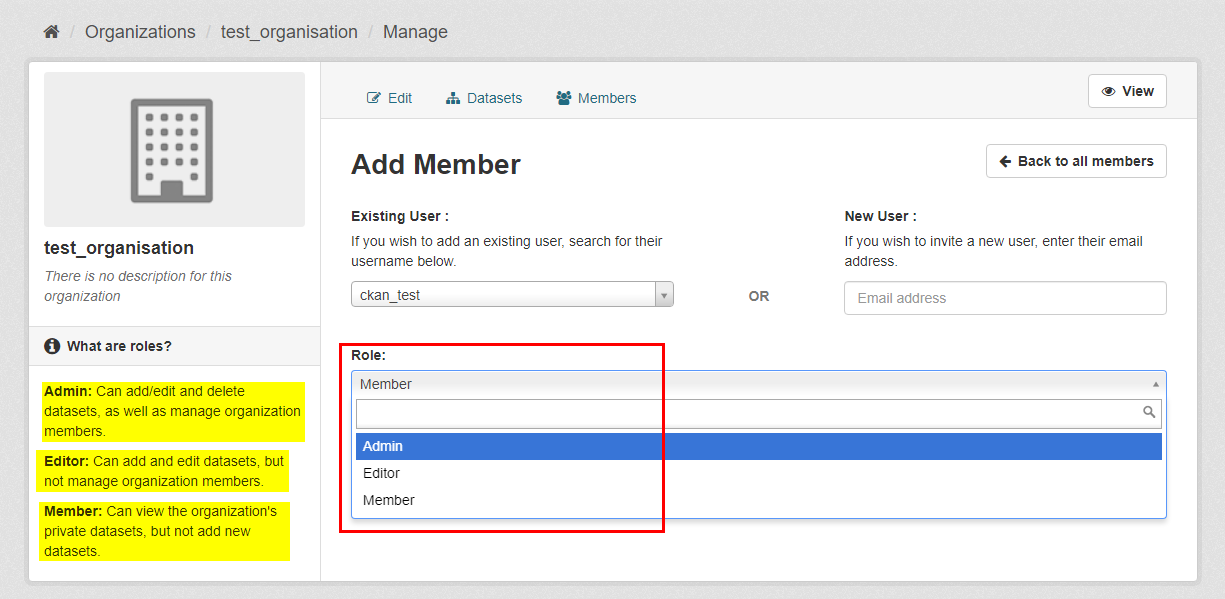 Organizations / test_organisation / Manage
test_organisation
There is no description for this
organization
What are roles?
Admin: Can add/edit and delete
datasets, as well as manage organization
members.
Editor: Can add and edit datasets, but
not manage organization members.
Member: Can view the organization's
private datasets, but not add new
datasets.
Edit Datasets Members
View
Add Member
Back to all members
Existing User :
If you wish to add an existing user, search for their
username below.
ckan_test
OR
New User :
If you wish to invite a new user, enter their email
address.
Email address
Role:
Member
Admin
Editor
Member